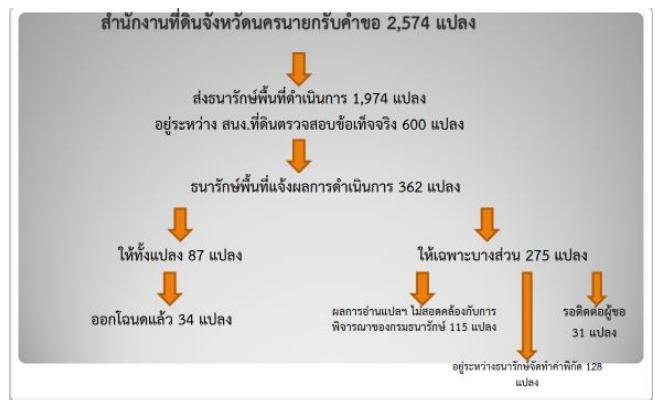 สำนักงานที่ดินจังหวัดนครนายกรับคำขอ 2,574 แปลง
ส่งธนารักษ์พื้นที่ดำเนินการ 1,974 แปลง
อยู่ระหว่าง สนง.ที่ดินตรวจสอบข้อเท็จจริง 600 แปลง
ธนารักษ์พื้นที่แจ้งผลการดำเนินการ 362 แปลง
ให้ทั้งแปลง 87 แปลง
ให้เฉพาะบางส่วน 275 แปลง
ออกโฉนดแล้ว 34 แปลง
ผลการอ่านแปลฯ ไม่สอดคล้องกับการ
พิจารณาของกรมธนารักษ์ 115 แปลง
รอติดต่อผู้ขอ
31 แปลง
อยู่ระหว่างธนารักษ์จัดทำค่าพิกัด 128
แปลง